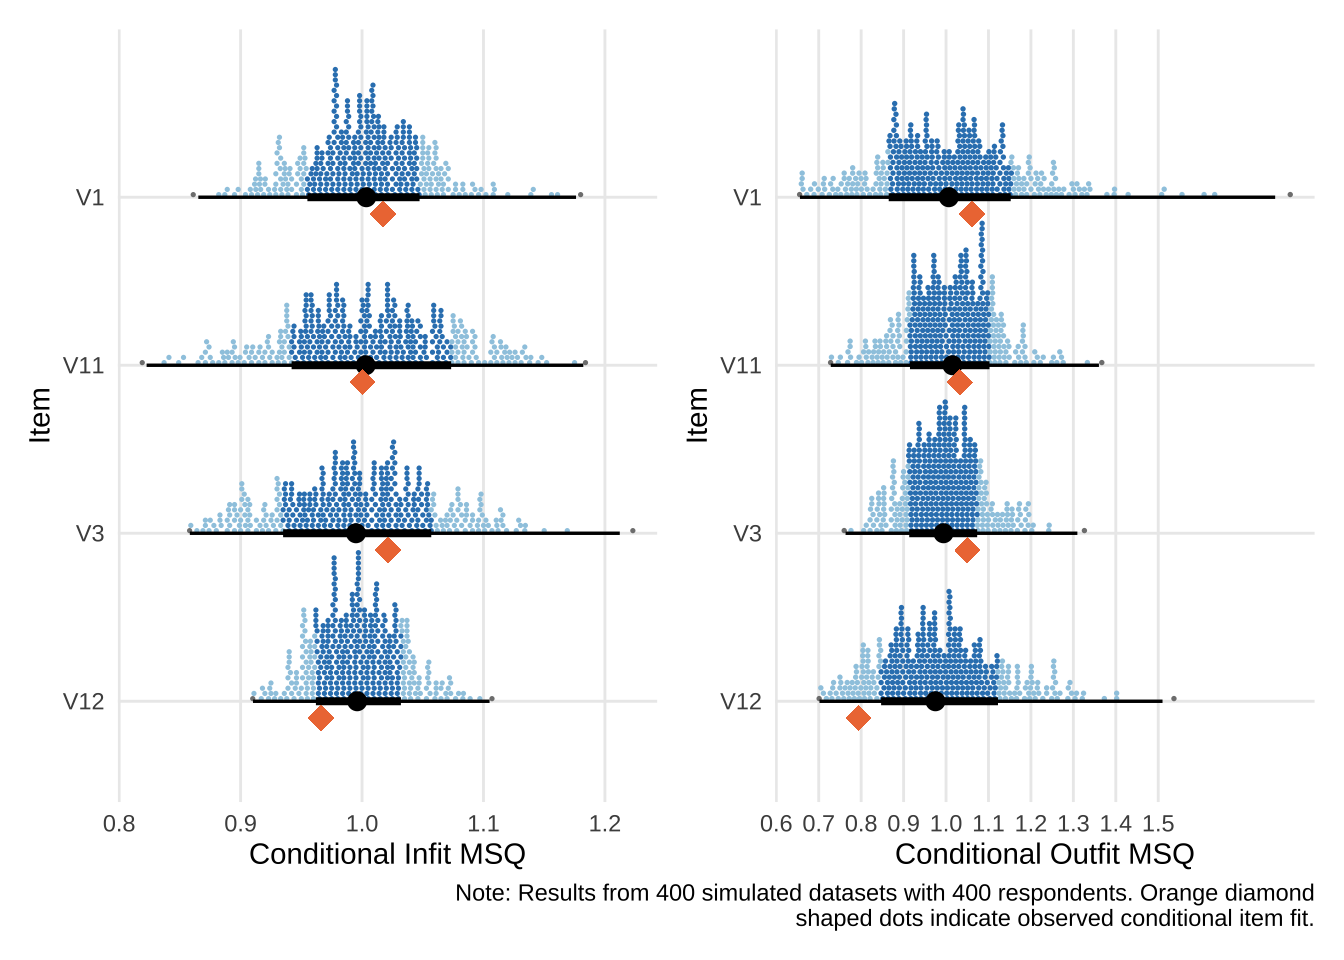 Item
V1
V11
V3
V12
0.8 0.9 1.0 1.1 1.2
Conditional Infit MSQ
Item
V1
V11
V3
V12
0.6 0.7 0.8 0.9 1.0 1.1 1.2 1.3 1.4 1.5
Conditional Outfit MSQ
Note: Results from 400 simulated datasets with 400 respondents. Orange diamond
shaped dots indicate observed conditional item fit.